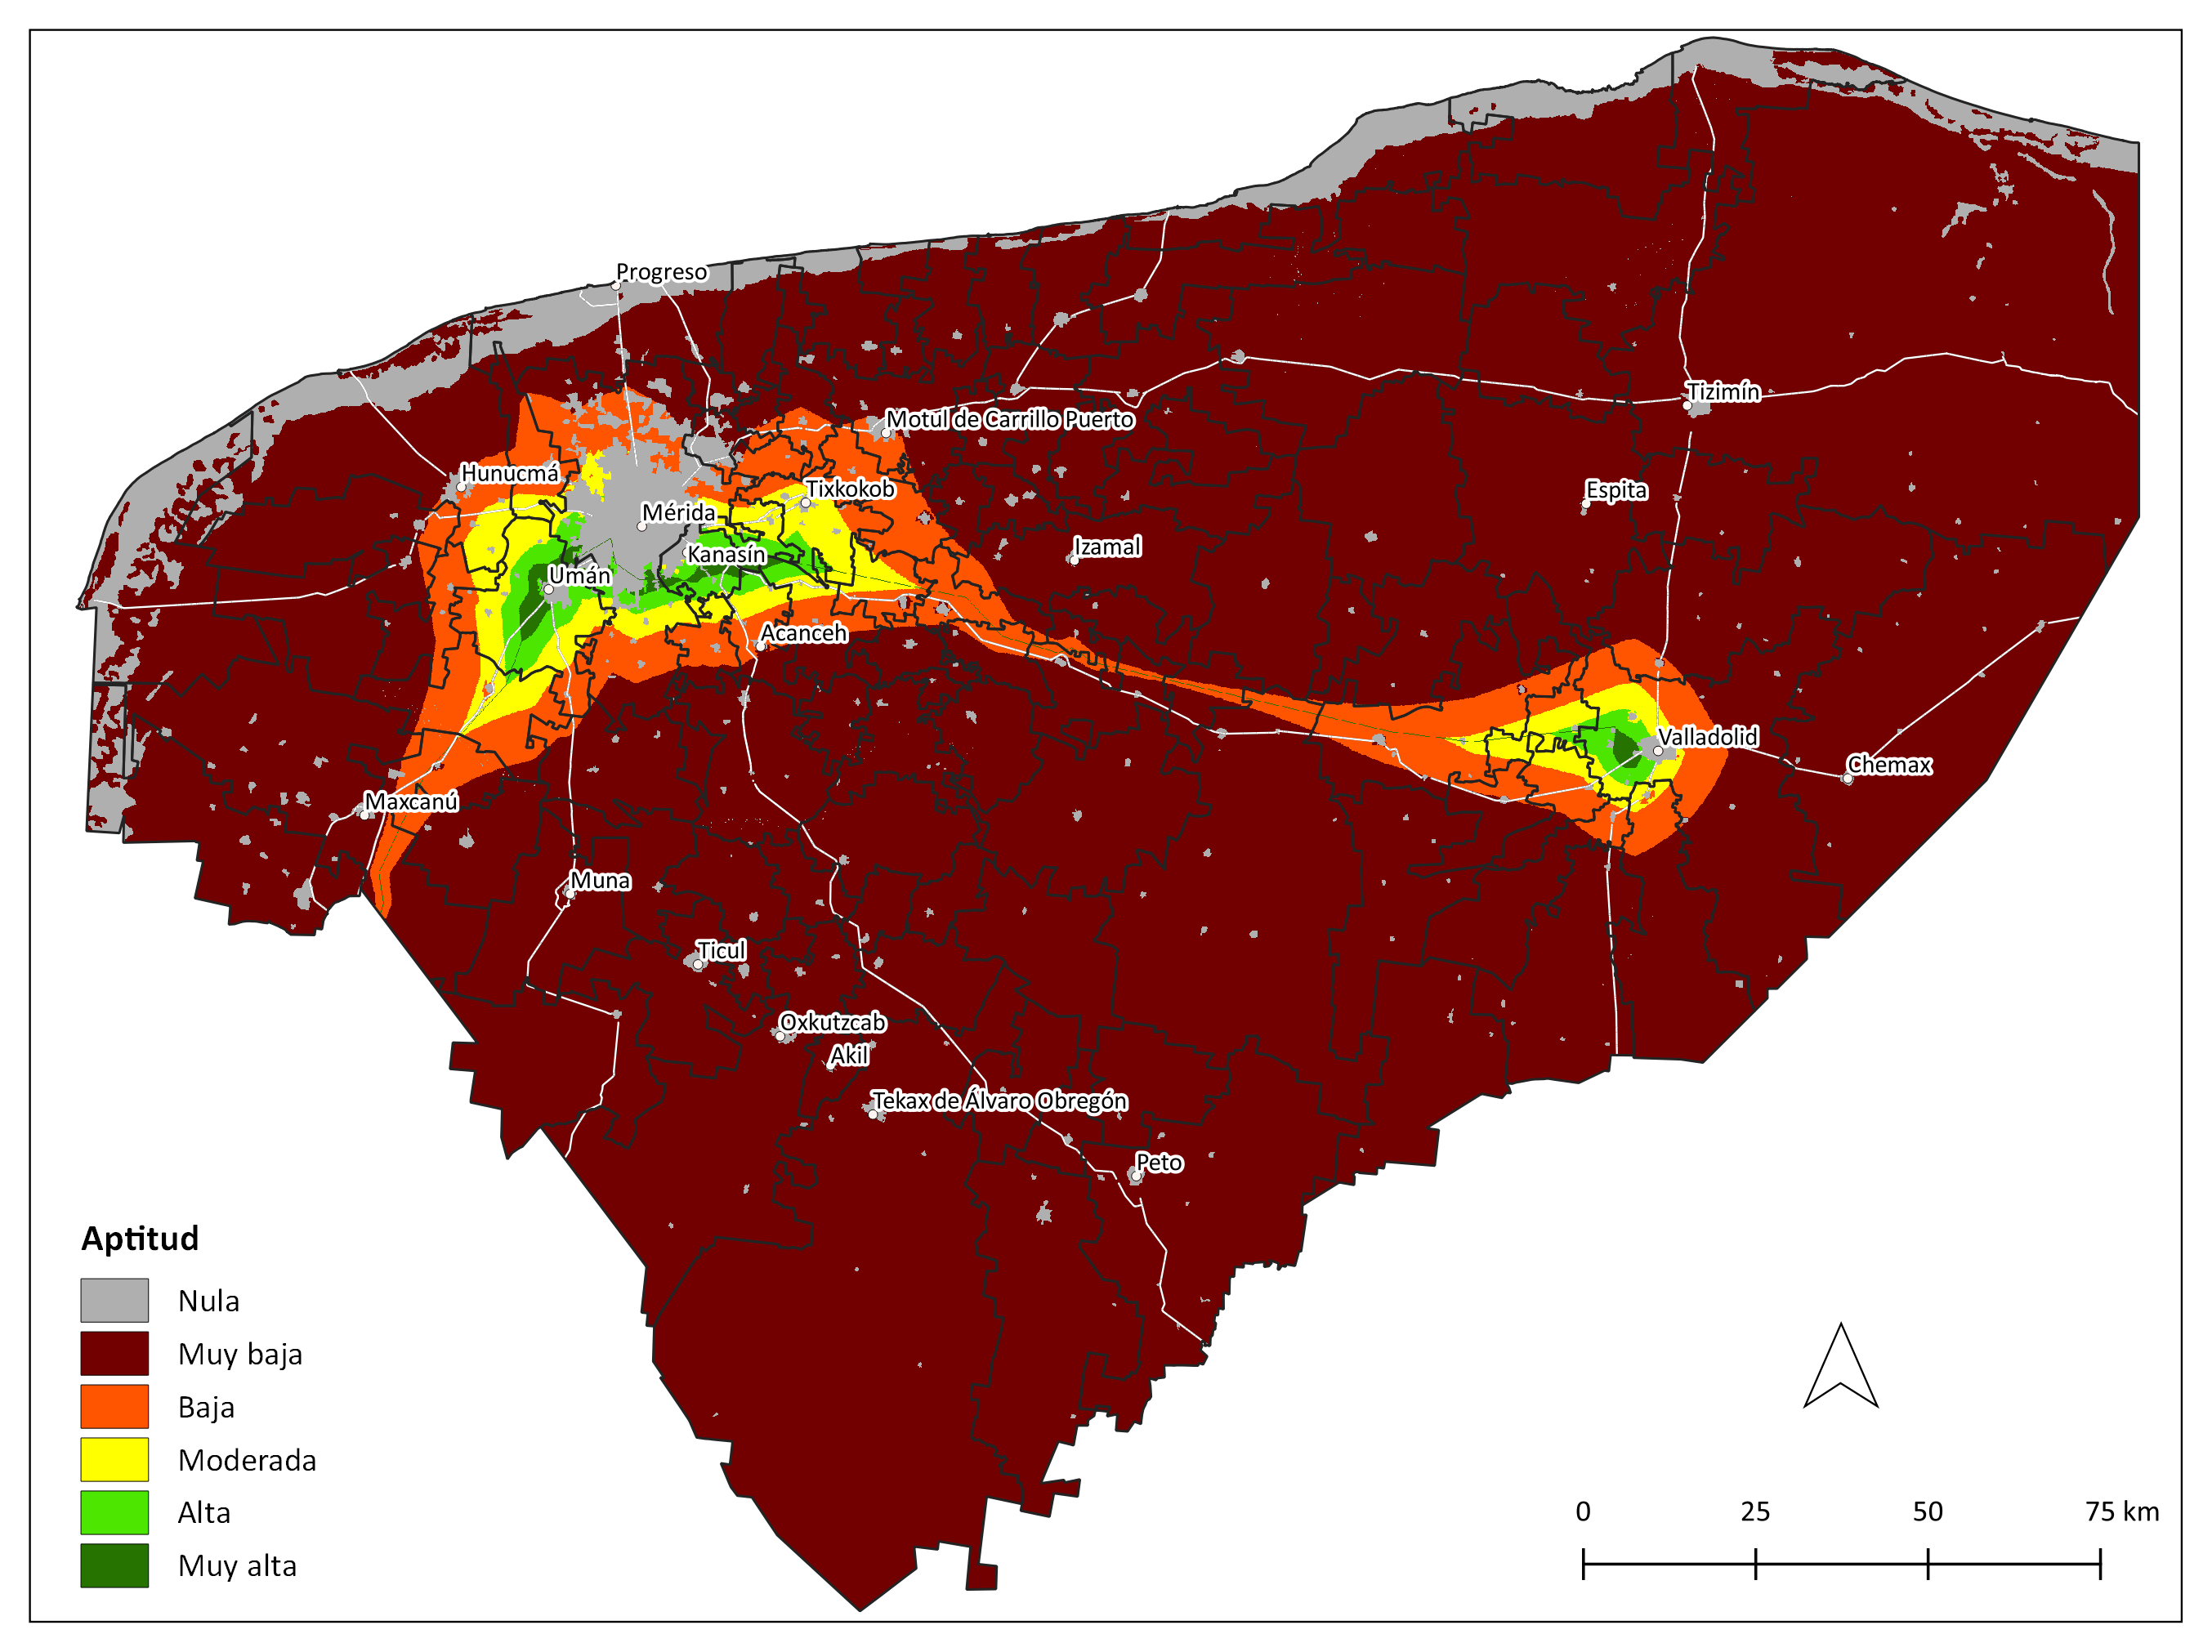 Progreso
Tizimín
Motul de Carrillo Puerto
Hunucmá
Tixkokob
Espita
Mérida
Izamal
Kanasín
Umán
Acanceh
Valladolid
Chemax
Maxcanú
Muna
Ticul
Oxkutzcab
Akil
Tekax de Álvaro Obregón
Peto
Aptitud
Nula
Muy baja
Baja
Moderada
Alta
Muy alta
0 25 50 75 km